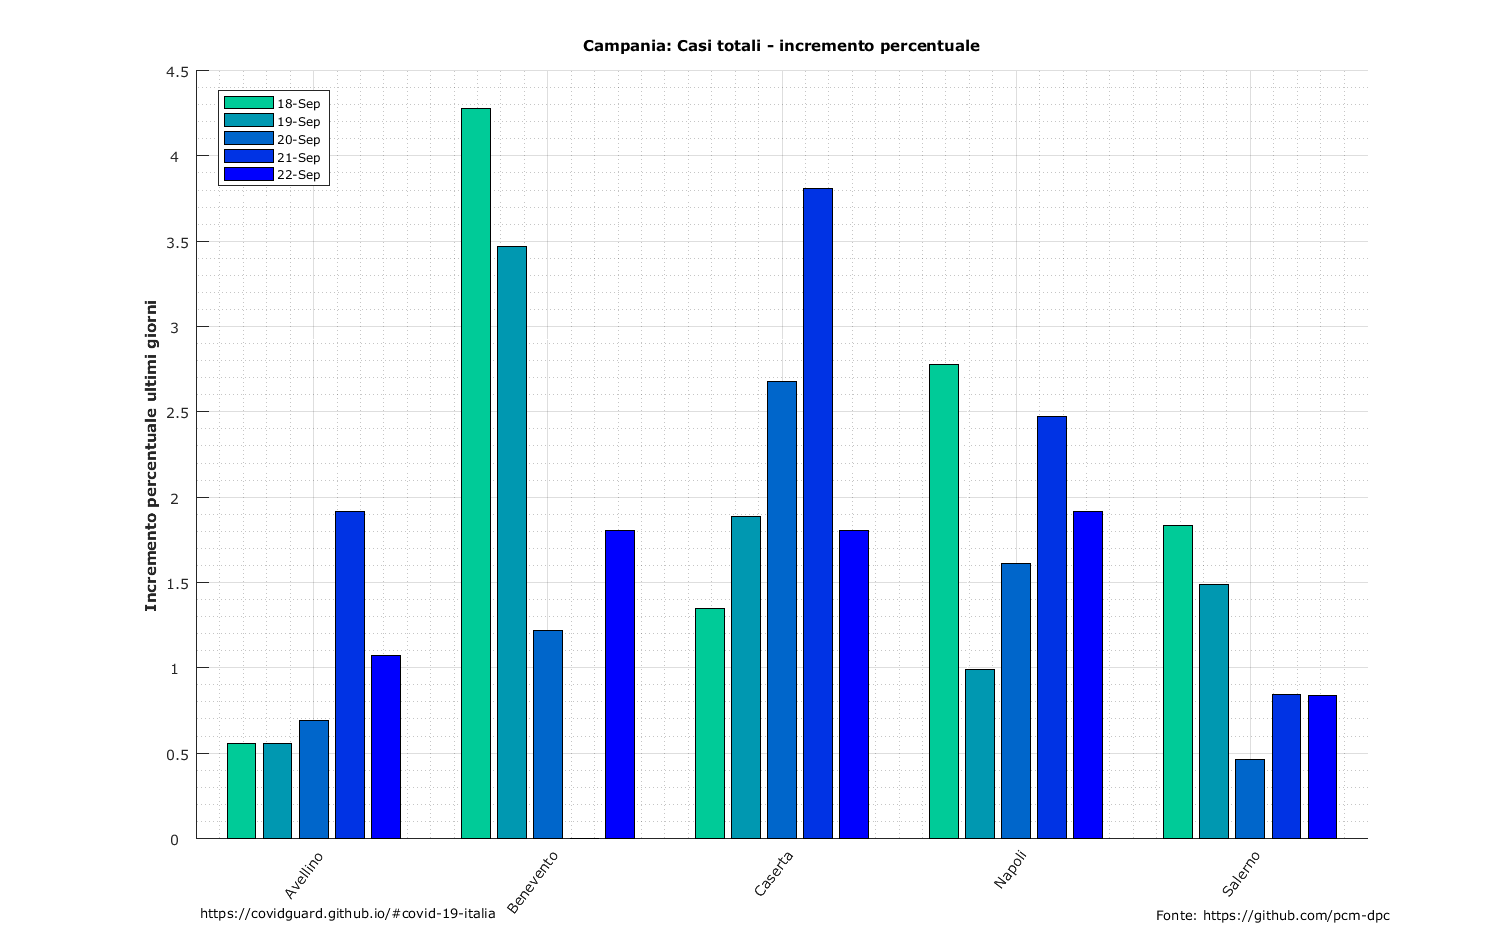 Campania: Casi totali - incremento percentuale
4.5
4
3.5
3
2.5
2
1.5
1
0.5
0
18-Sep
19-Sep
20-Sep
21-Sep
22-Sep
Incremento percentuale ultimi giorni
Avellino
Benevento
Caserta
Napoli
Salerno
https://covidguard.github.io/#covid-19-italia
Fonte: https://github.com/pcm-dpc